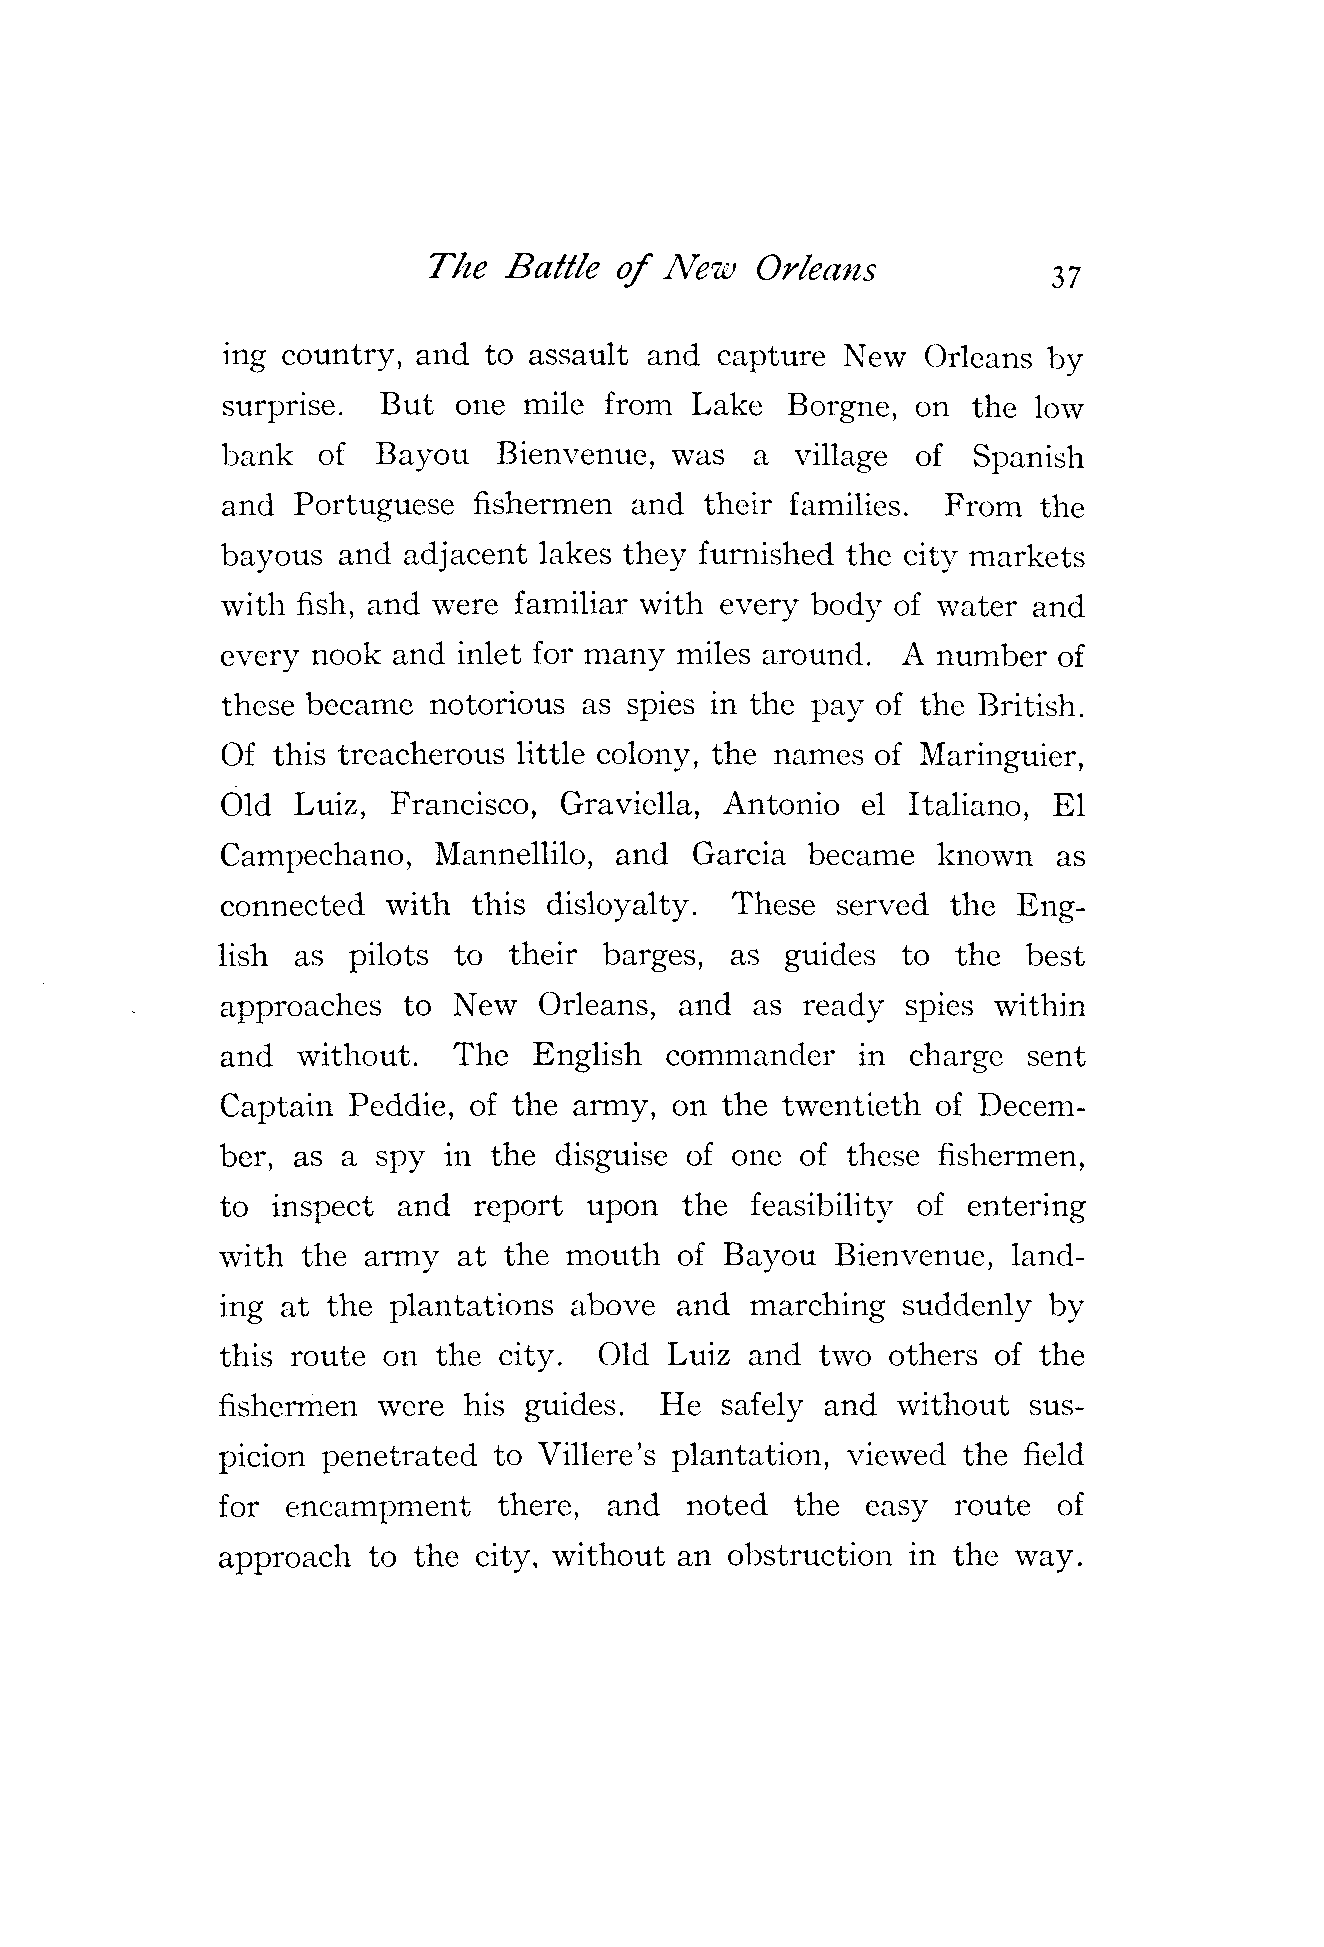 The Battle of New Orleans 37
ing country, and to assault and capture New Orleans by
surprise. But one mile from Lake Borgne, on the low
bank of Bayou Bienvenue, was a village of Spanish
and Portuguese fishermen and their families. From the
bayous and adjacent lakes they furnished the city markets
with fish, and were familiar with every body of water and
every nook and inlet for many miles around. A number of
these became notorious as spies in the pay of the British.
Of this treacherous little colony, the names of Maringuier,
Old Luiz, Francisco, Graviella, Antonio el Italiano, El
Campechano, Mannellilo, and Garcia became known as
connected with this disloyalty. These served the Eng-
lish as pilots to their barges, as guides to the best
approaches to New Orleans, and as ready spies within
and without. The English commander in charge sent
Captain Peddie, of the army, on the twentieth of Decem-
ber, as a spy in the disguise of one of these fishermen,
to inspect and report upon the feasibility of entering
with the army at the mouth of Bayou Bienvenue, land-
ing at the plantations above and marching suddenly by
this route on the city. Old Luiz and two others of the
fishermen were his guides. He safely and without sus-
picion penetrated to Villere's plantation, viewed the field
for encampment there, and noted the easy route of
approach to the city, without an obstruction in the way.